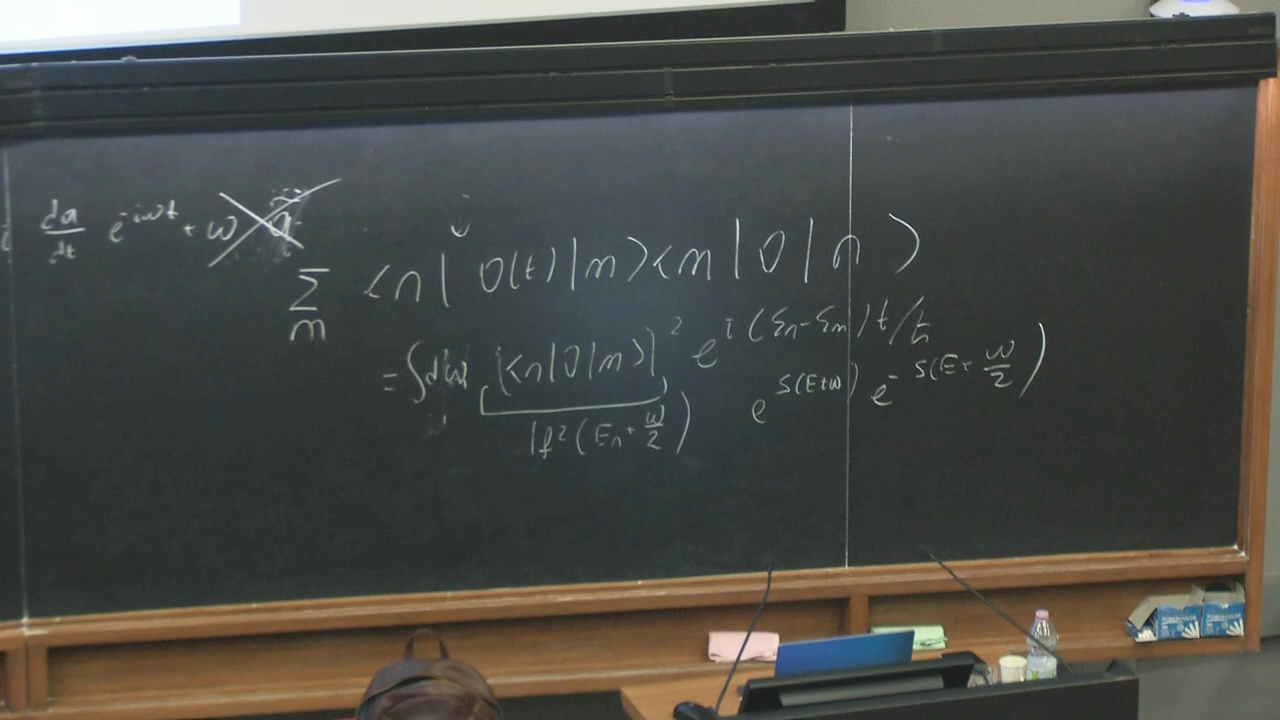 da/dt e^{-iωt} + ω ã
Σ_m <n| O(t) |m><m| O | n >
= ∫dω |<n|O|m>|² e^{i(E_n-E_m)t/ħ}
|f²(E_n+ω/2) e^{S(E+ω)} e^{-S(E+ω/2)}